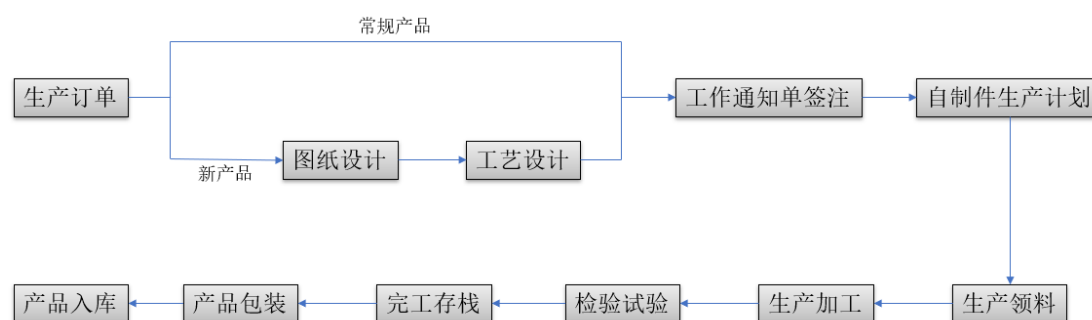 常规产品
生产订单
工作通知单签注
自制件生产计划
新产品
图纸设计
工艺设计
产品入库
产品包装
完工存栈
检验试验
生产加工
生产领料